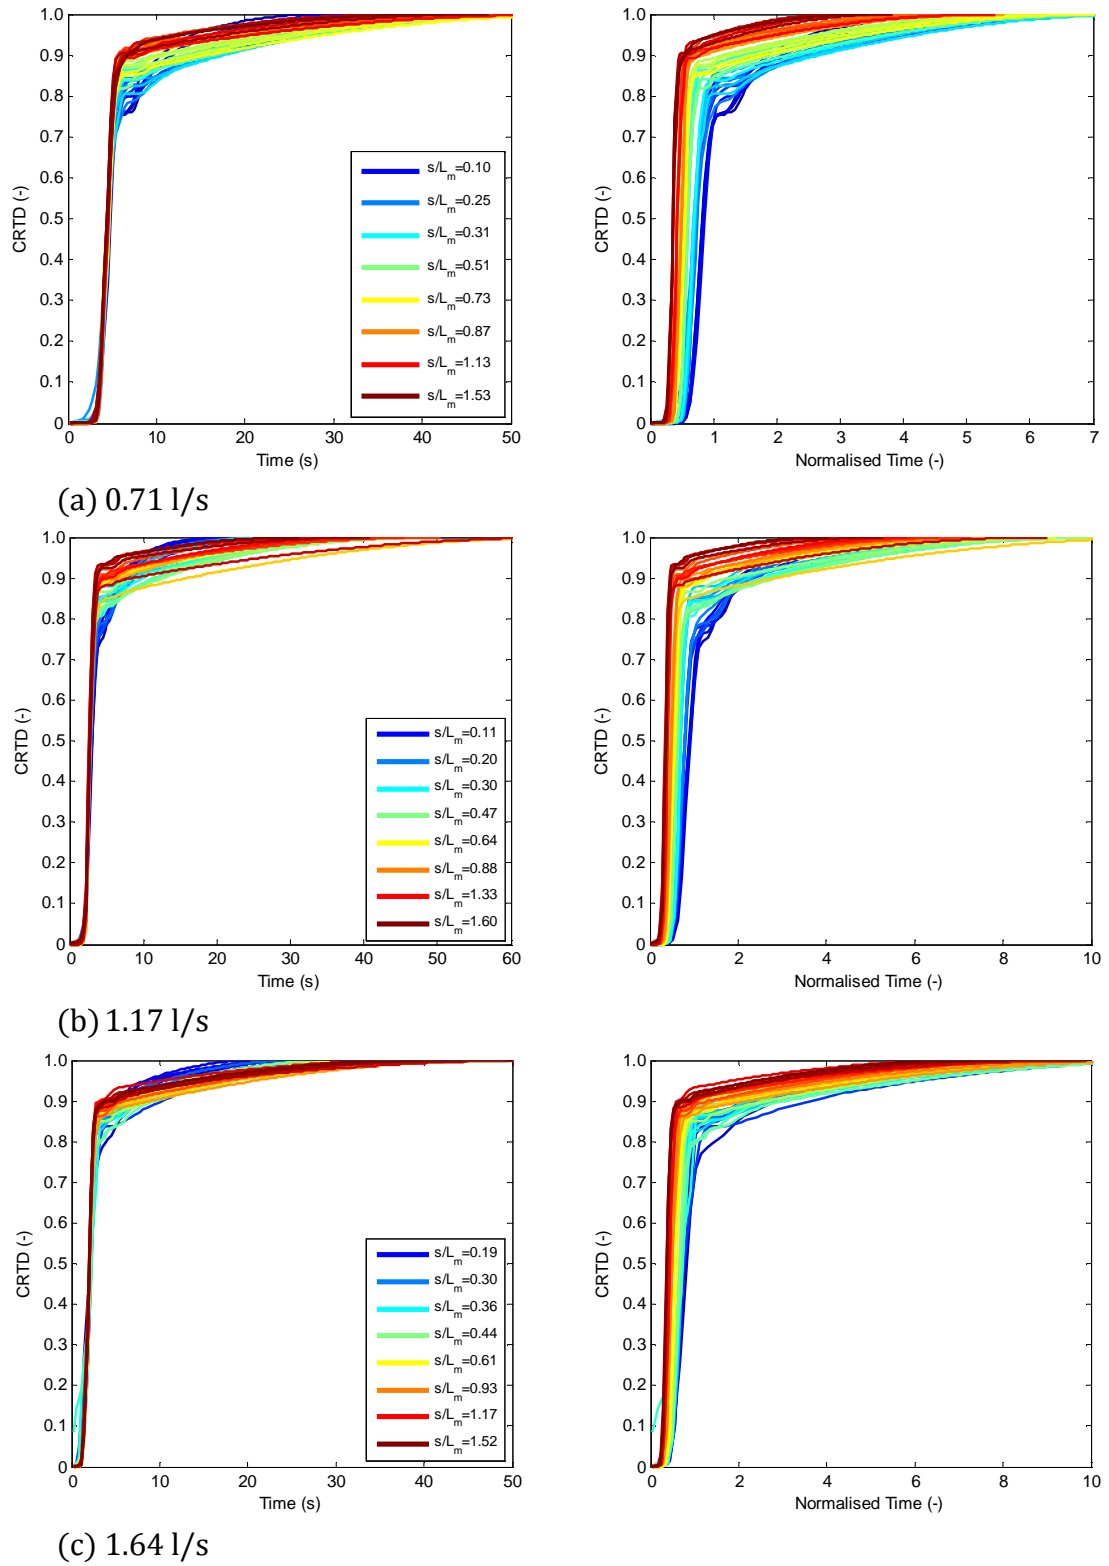 1.0
0.9
0.8
0.7
0.6
0.5
0.4
0.3
0.2
0.1
0
CRTD (-)
s/Lm=0.10
s/Lm=0.25
s/Lm=0.31
s/Lm=0.51
s/Lm=0.73
s/Lm=0.87
s/Lm=1.13
s/Lm=1.53
0 10 20 30 40 50
Time (s)
1.0
0.9
0.8
0.7
0.6
0.5
0.4
0.3
0.2
0.1
0
CRTD (-)
0 1 2 3 4 5 6 7
Normalised Time (-)
(a) 0.71 l/s
1.0
0.9
0.8
0.7
0.6
0.5
0.4
0.3
0.2
0.1
0
CRTD (-)
s/Lm=0.11
s/Lm=0.20
s/Lm=0.30
s/Lm=0.47
s/Lm=0.64
s/Lm=0.88
s/Lm=1.33
s/Lm=1.60
0 10 20 30 40 50 60
Time (s)
1.0
0.9
0.8
0.7
0.6
0.5
0.4
0.3
0.2
0.1
0
CRTD (-)
0 2 4 6 8 10
Normalised Time (-)
(b) 1.17 l/s
1.0
0.9
0.8
0.7
0.6
0.5
0.4
0.3
0.2
0.1
0
CRTD (-)
s/Lm=0.19
s/Lm=0.30
s/Lm=0.36
s/Lm=0.44
s/Lm=0.61
s/Lm=0.93
s/Lm=1.17
s/Lm=1.52
0 10 20 30 40 50
Time (s)
1.0
0.9
0.8
0.7
0.6
0.5
0.4
0.3
0.2
0.1
0
CRTD (-)
0 2 4 6 8 10
Normalised Time (-)
(c) 1.64 l/s